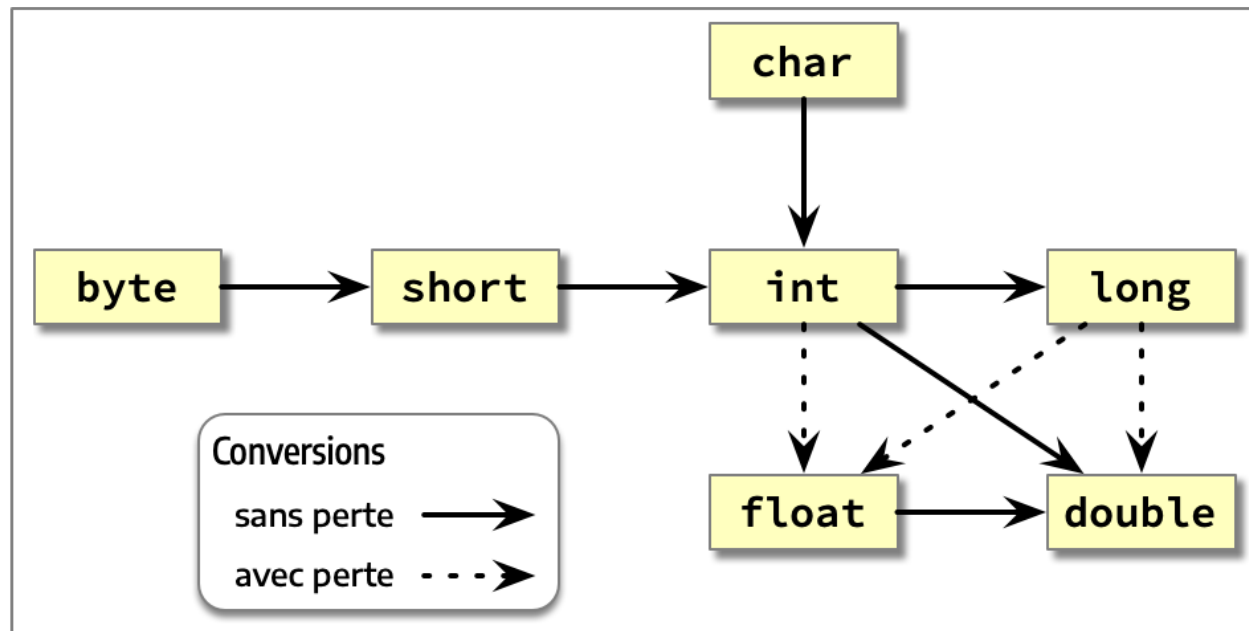 char
byte
short
int
long
Conversions
sans perte
avec perte
float
double